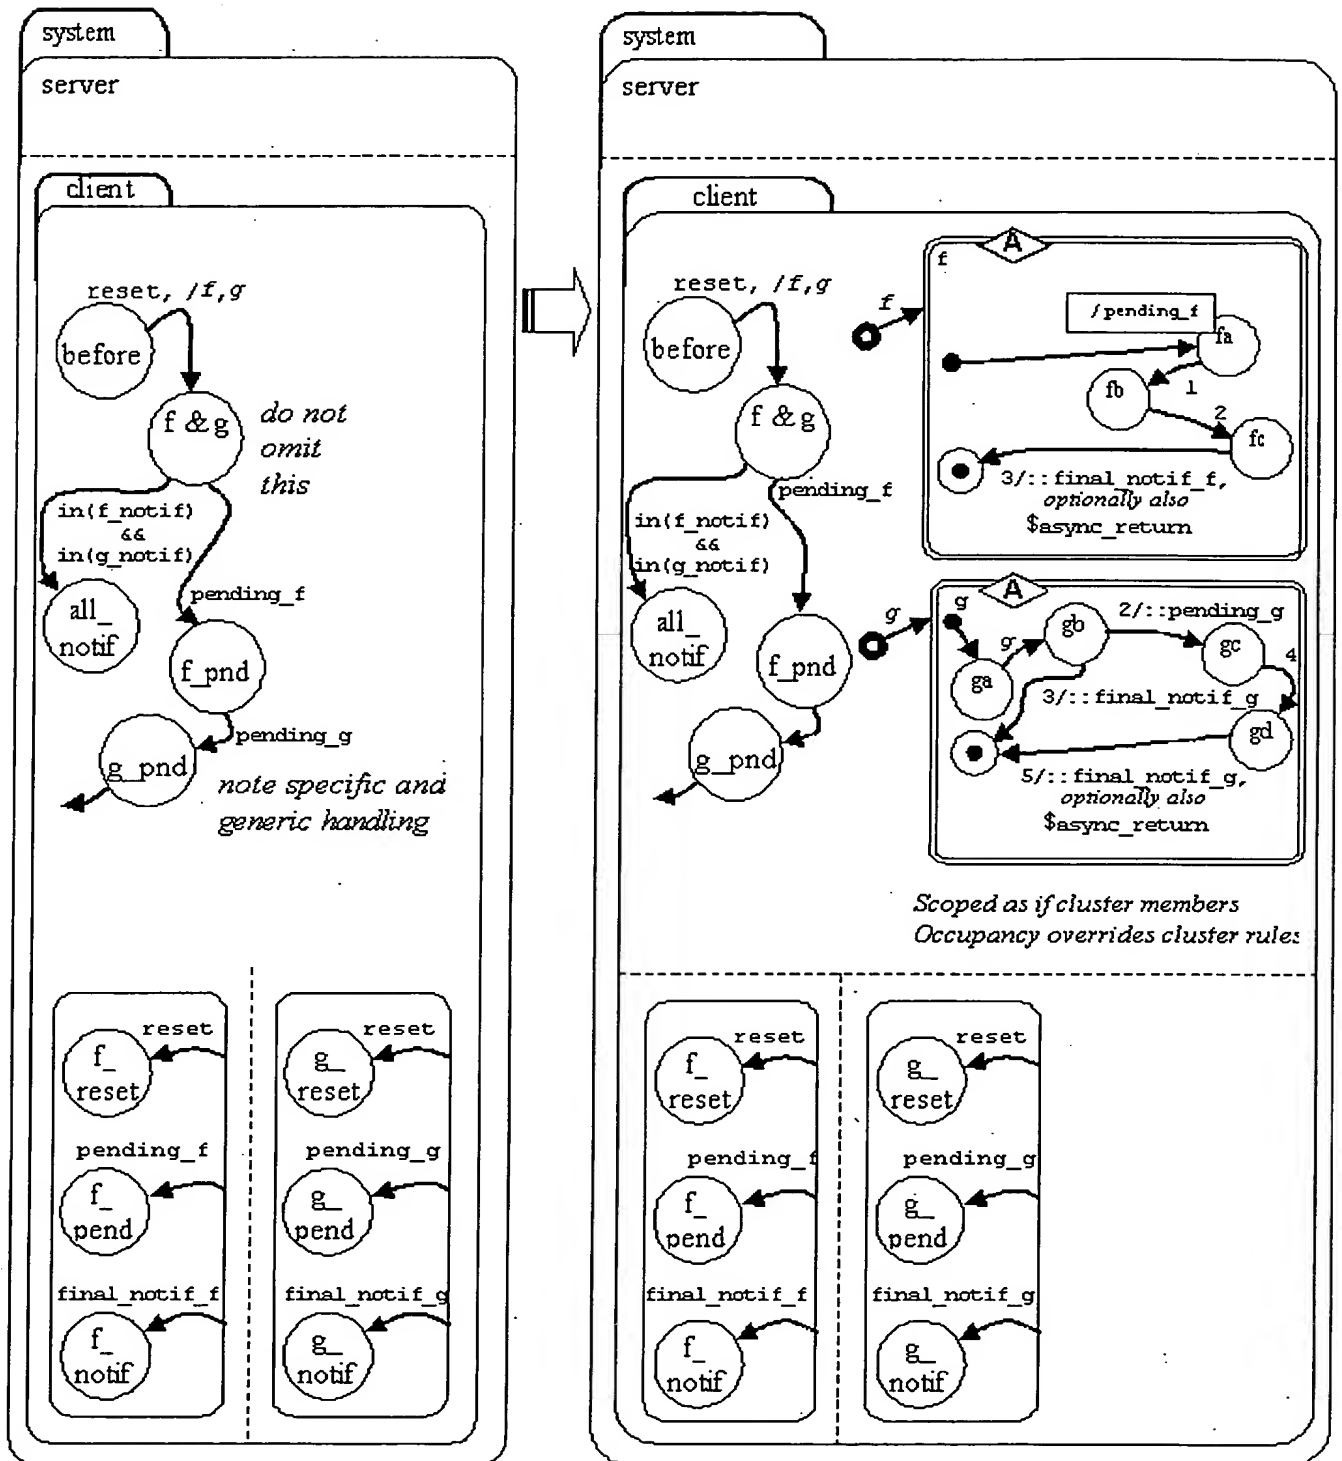 system
server
client
reset, /f,g
before
f & g
do not
omit
this
in(f_notif)
&&
in(g_notif)
all_
notif
pending_f
f_pnd
pending_g
g_pnd
note specific and
generic handling
reset
f_
reset
pending_f
f_
pend
final_notif_f
f_
notif
reset
g_
reset
pending_g
g_
pend
final_notif_g
g_
notif
system
server
client
reset, /f,g
before
f & g
pending_f
in(f_notif)
&&
in(g_notif)
all_
notif
f_pnd
g_pnd
f
A
f
/pending_f
fa
1
fb
2
fc
3/::final_notif_f,
optionally also
$async_return
g
A
g
ga
g
gb
2/::pending_g
gc
4
3/::final_notif_g
gd
5/::final_notif_g,
optionally also
$async_return
Scoped as if cluster members
Occupancy overrides cluster rules
reset
f_
reset
pending_f
f_
pend
final_notif_f
f_
notif
reset
g_
reset
pending_g
g_
pend
final_notif_g
g_
notif